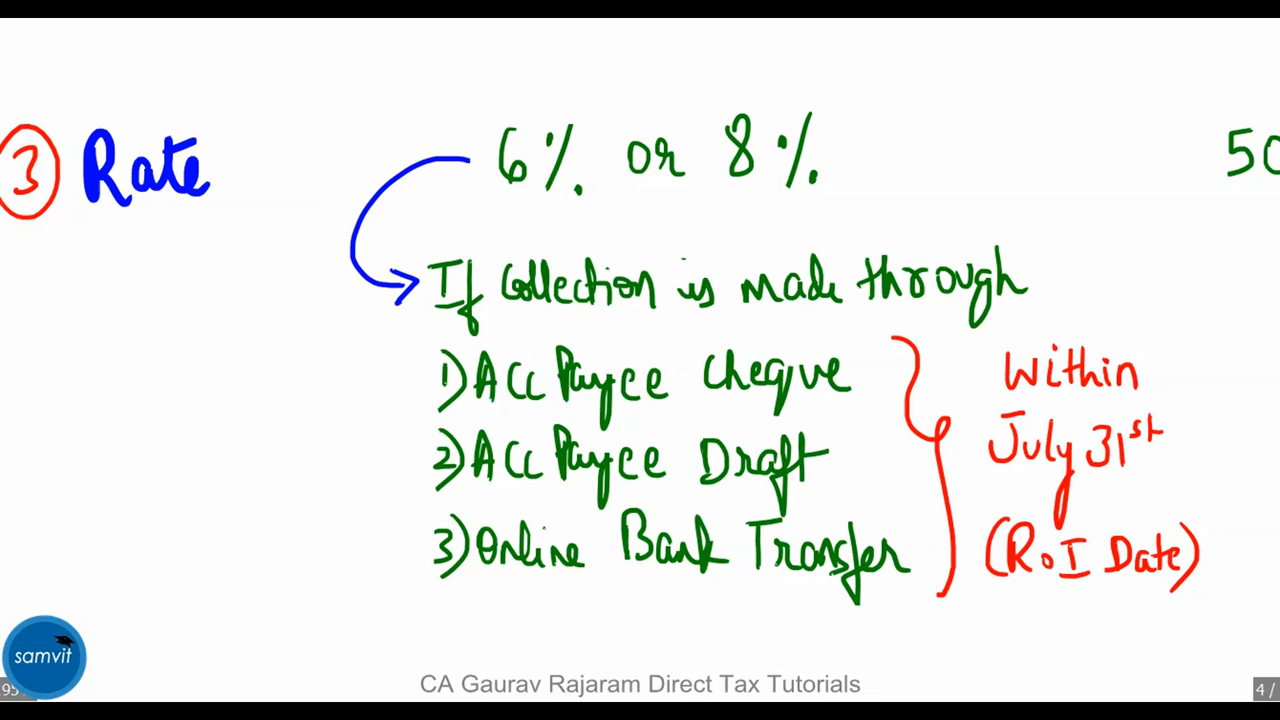 3 Rate 6% or 8% 50
If collection is made through
1) Acc Payee Cheque
2) Acc Payee Draft
3) Online Bank Transfer
Within
July 31st
(RoI Date)
samvit
CA Gaurav Rajaram Direct Tax Tutorials
4 /